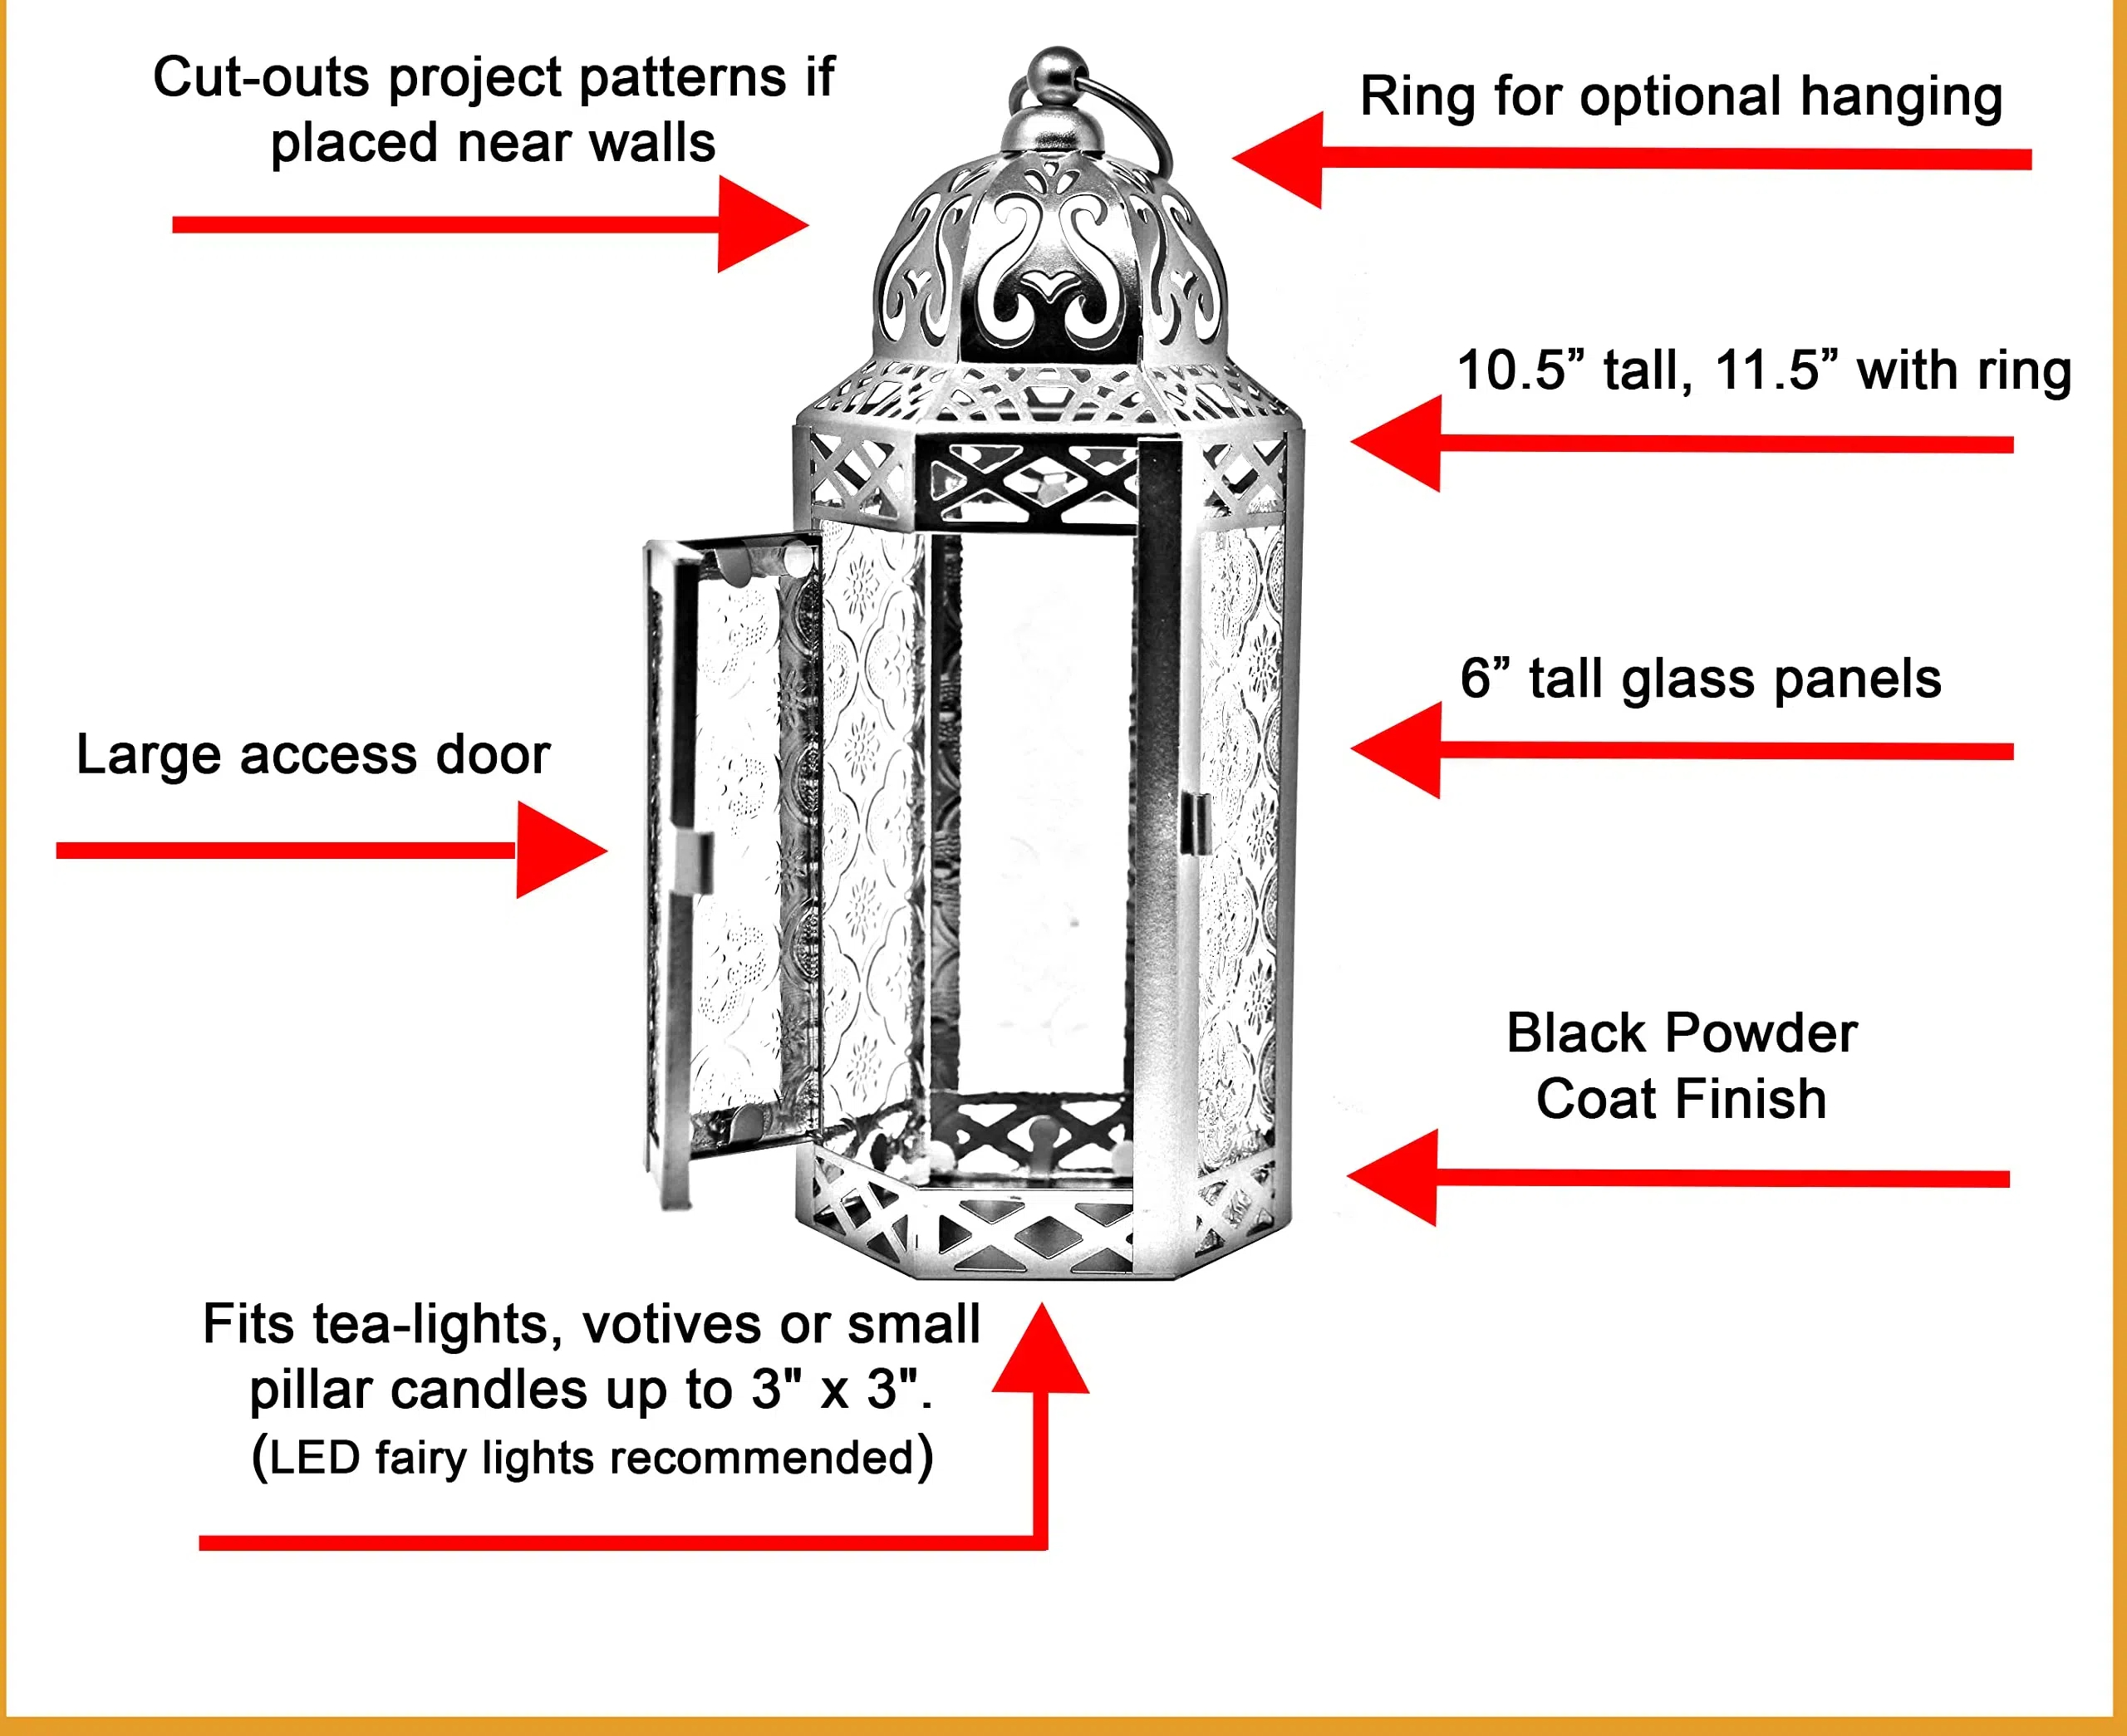 Cut-outs project patterns if
placed near walls
Ring for optional hanging
10.5” tall, 11.5” with ring
6” tall glass panels
Large access door
Black Powder
Coat Finish
Fits tea-lights, votives or small
pillar candles up to 3" x 3".
(LED fairy lights recommended)